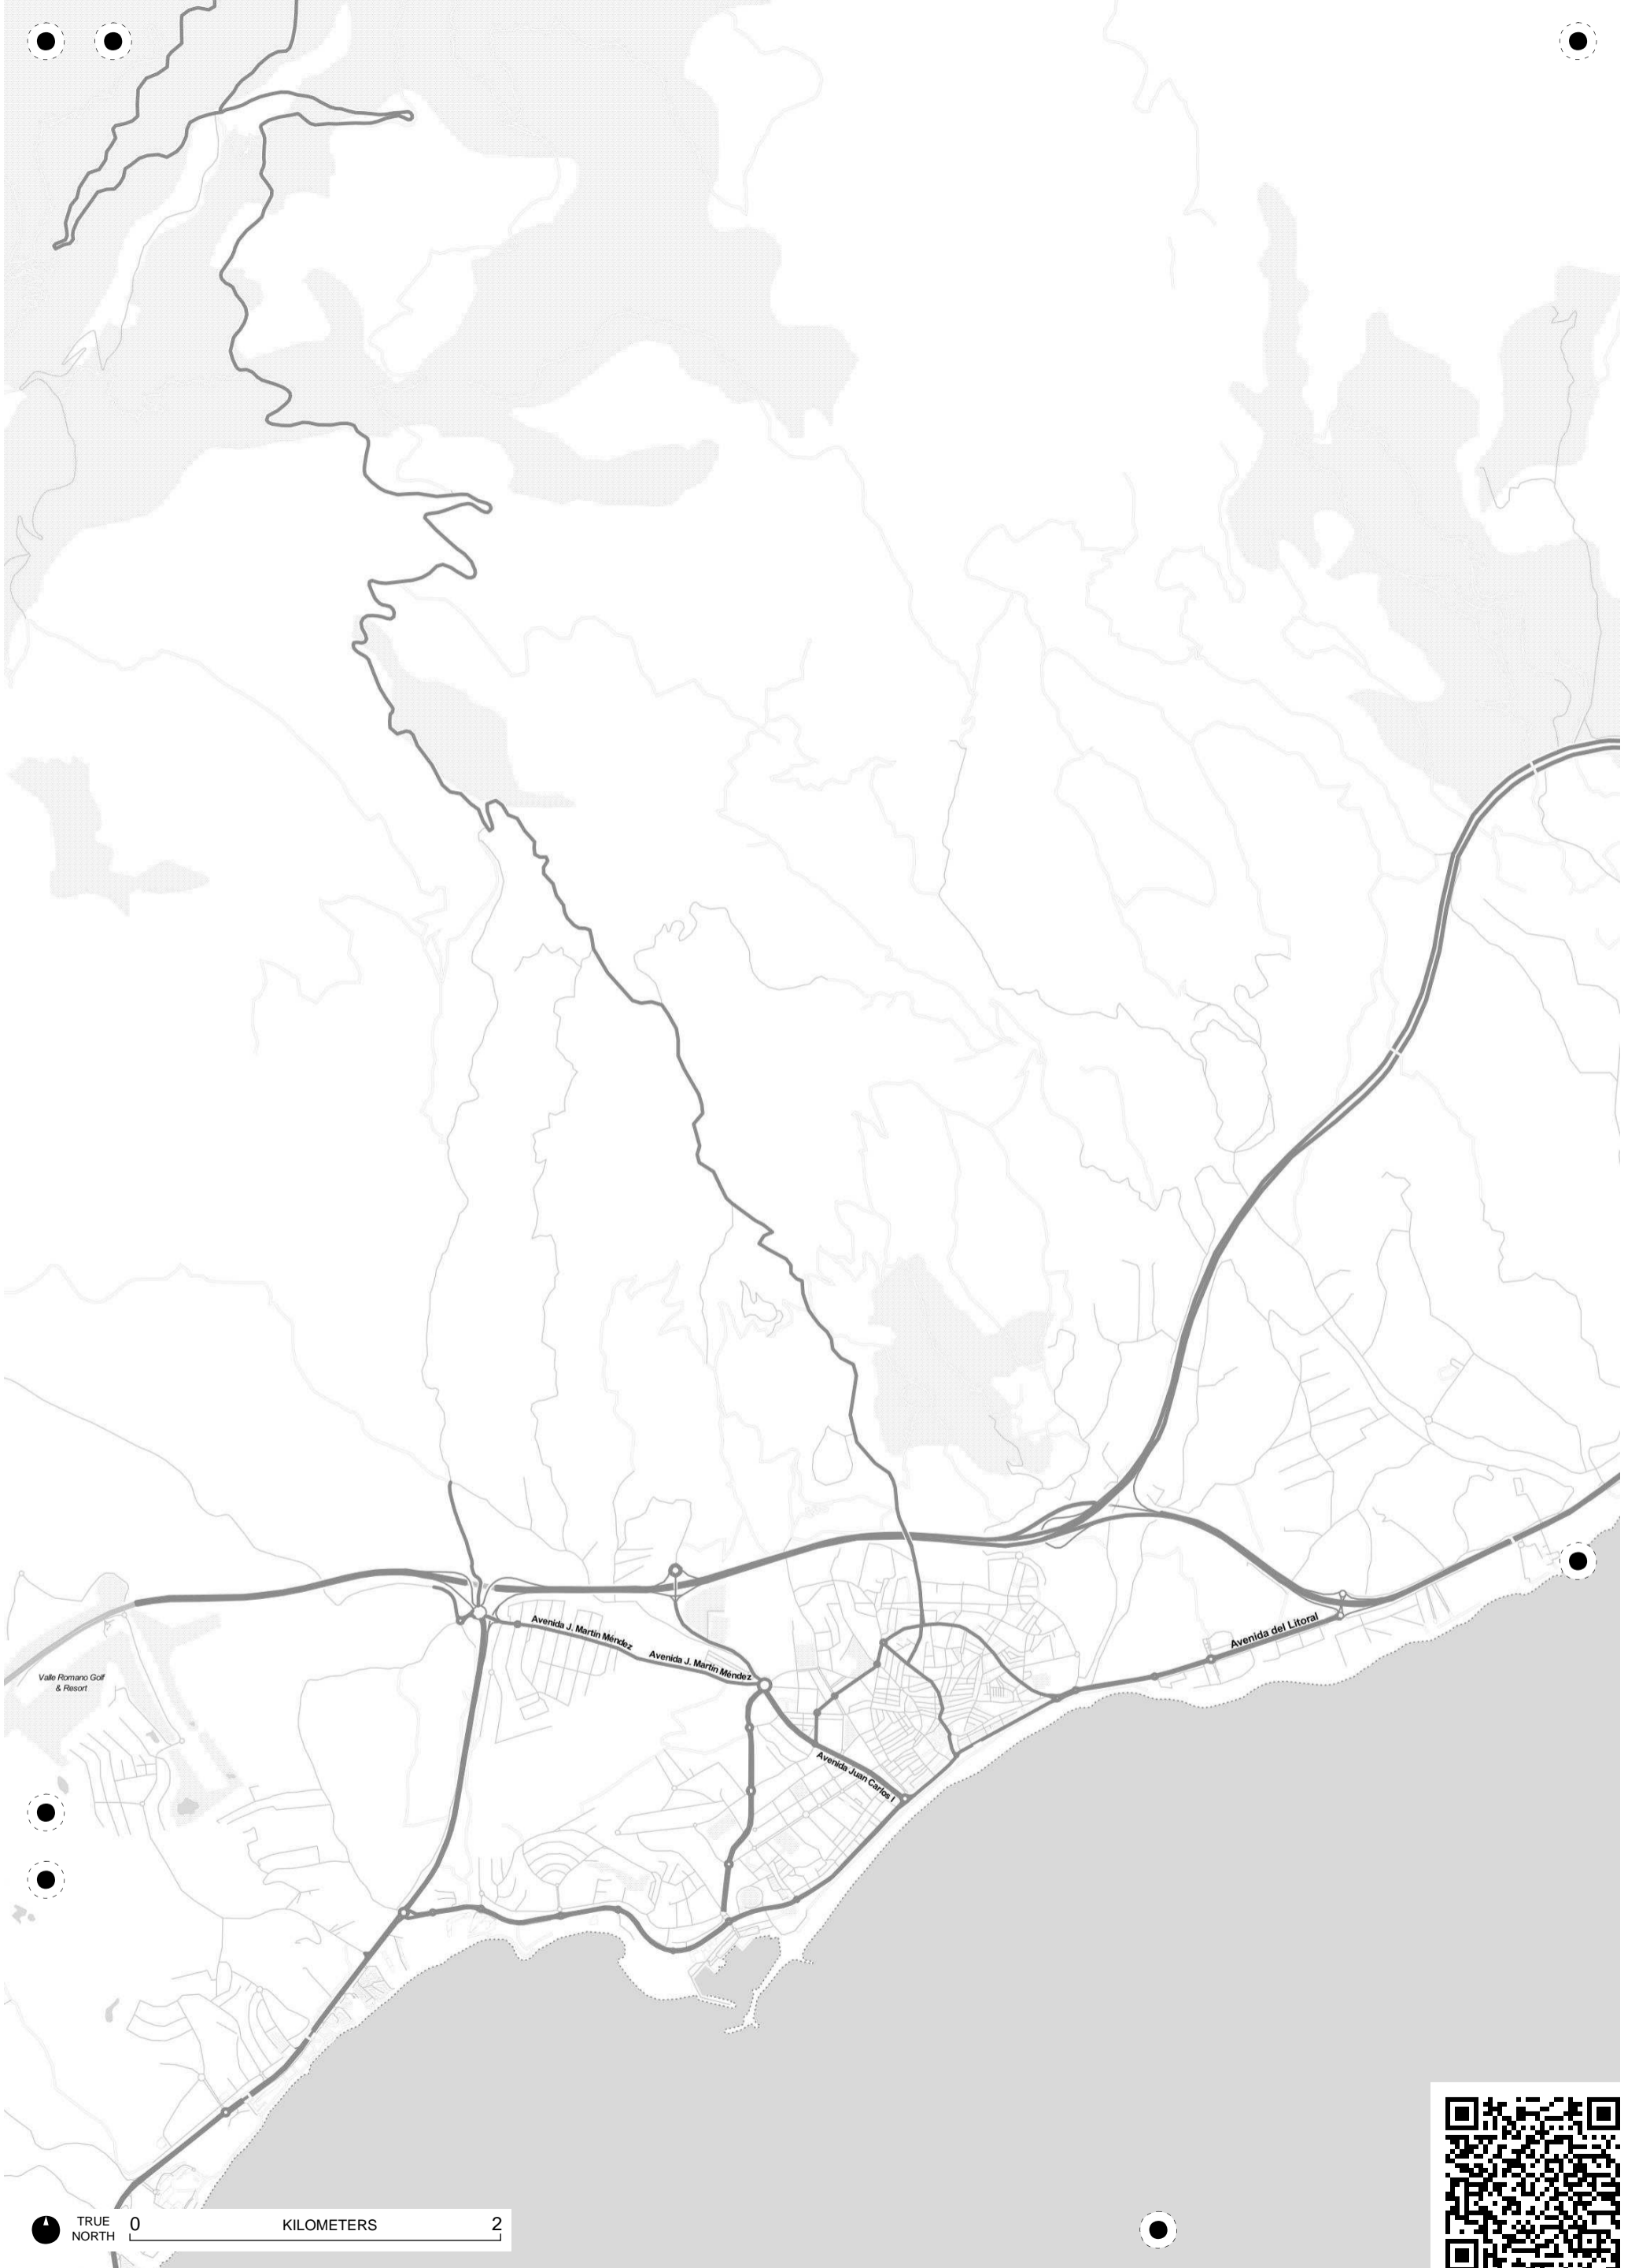 Avenida J. Martín Méndez
Avenida J. Martín Méndez
Avenida del Litoral
Valle Romano Golf
& Resort
Avenida Juan Carlos I
TRUE
NORTH
0
KILOMETERS
2